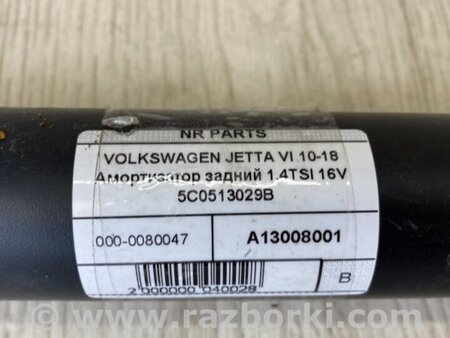 NR PARTS
VOLKSWAGEN JETTA VI 10-18
Амортизатор задний 1.4TSI 16V
5C0513029B
000-0080047 A13008001
2 000000 040028
B
© www.razborki.com